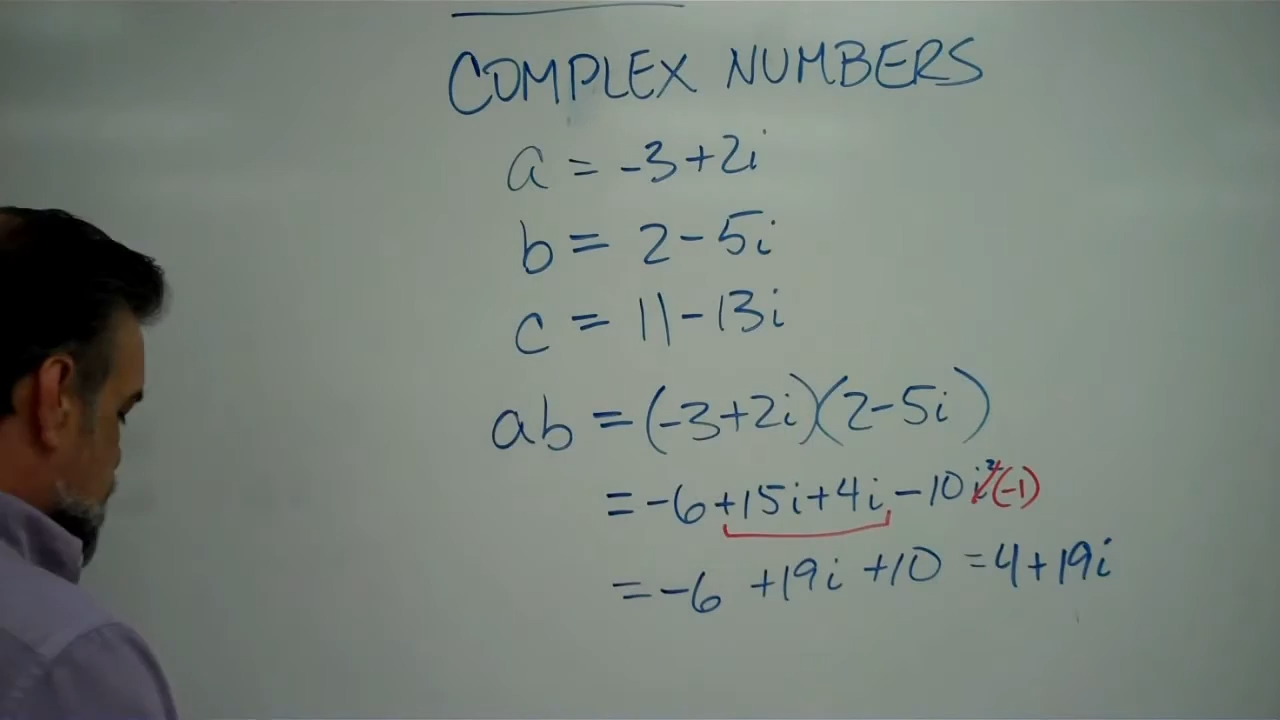 COMPLEX NUMBERS
a = -3+2i
b = 2-5i
c = 11-13i
ab = (-3+2i)(2-5i)
= -6+15i+4i-10i²(-1)
= -6 +19i +10 = 4+19i